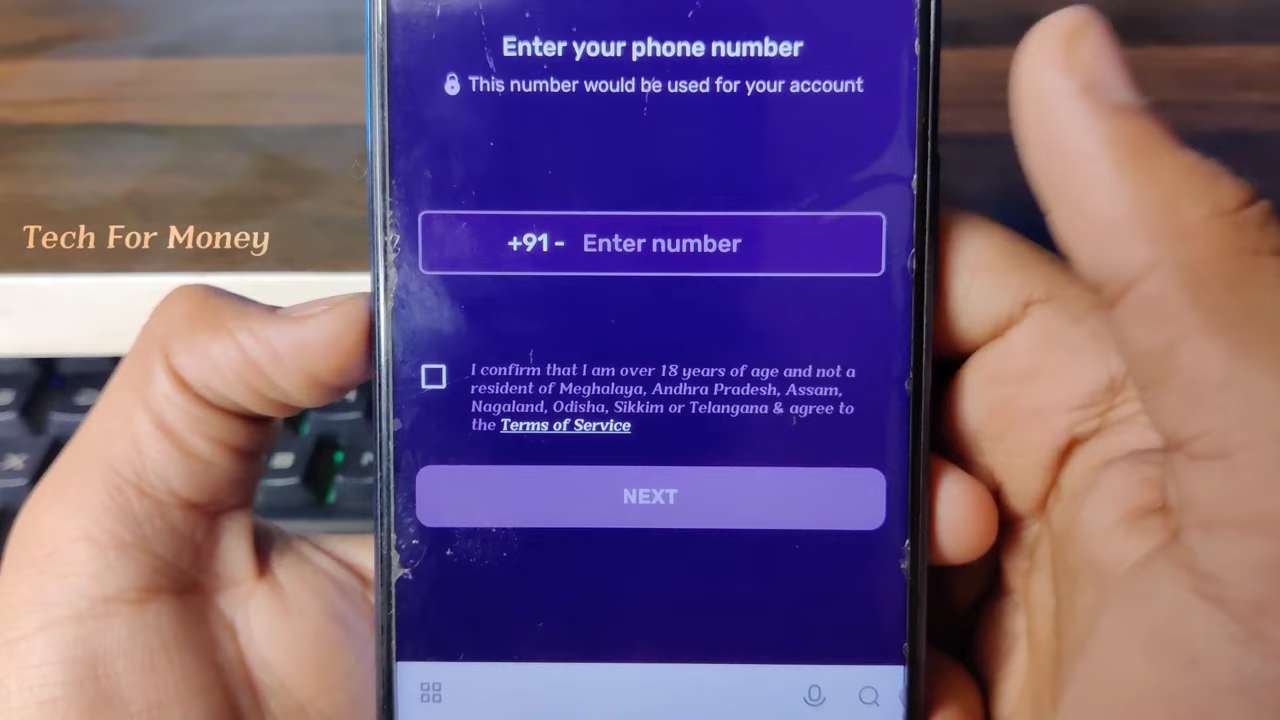 Enter your phone number
This number would be used for your account
Tech For Money
+91 - Enter number
I confirm that I am over 18 years of age and not a
resident of Meghalaya, Andhra Pradesh, Assam,
Nagaland, Odisha, Sikkim or Telangana & agree to
the Terms of Service
NEXT
X
B